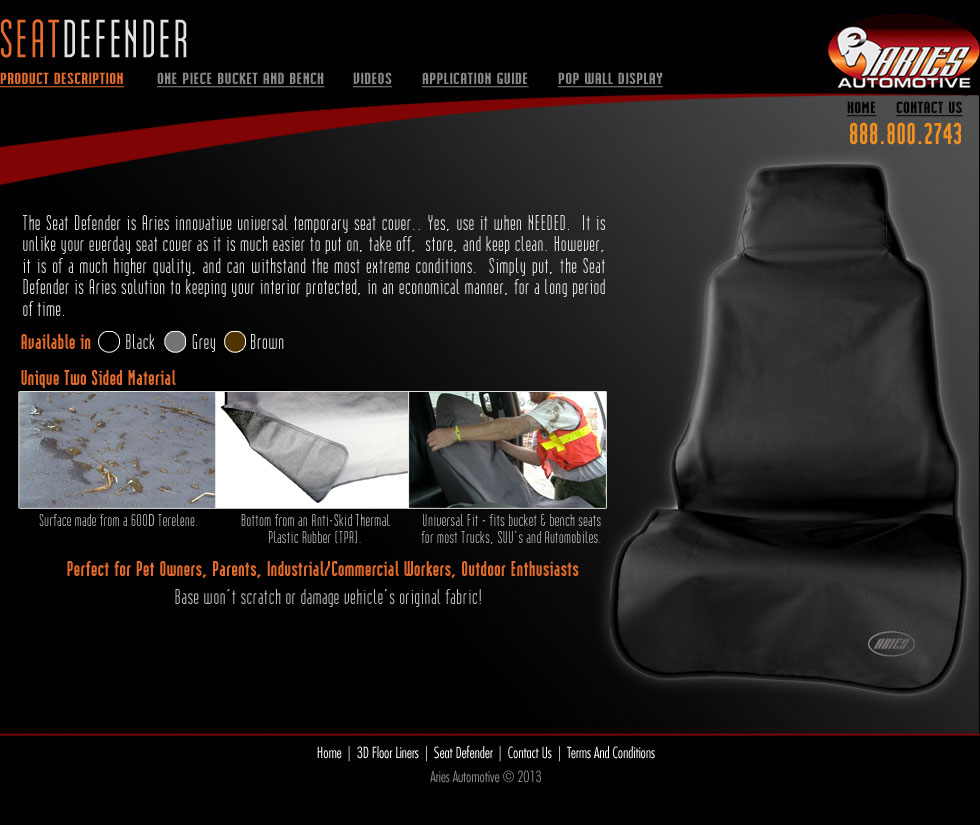 SEATDEFENDER
ARIES
AUTOMOTIVE
PRODUCT DESCRIPTION ONE PIECE BUCKET AND BENCH VIDEOS APPLICATION GUIDE POP WALL DISPLAY
HOME CONTACT US
888.800.2743
The Seat Defender is Aries innovative universal temporary seat cover.. Yes, use it when NEEDED. It is
unlike your everday seat cover as it is much easier to put on, take off, store, and keep clean. However,
it is of a much higher quality, and can withstand the most extreme conditions. Simply put, the Seat
Defender is Aries solution to keeping your interior protected, in an economical manner, for a long period
of time.
Available in Black Grey Brown
Unique Two Sided Material
Surface made from a 600D Terelene.
Bottom from an Anti-Skid Thermal
Plastic Rubber (TPR).
Universal Fit - fits bucket & bench seats
for most Trucks, SUV's and Automobiles.
Perfect for Pet Owners, Parents, Industrial/Commercial Workers, Outdoor Enthusiasts
Base won't scratch or damage vehicle's original fabric!
ARIES
Home | 3D Floor Liners | Seat Defender | Contact Us | Terms And Conditions
Aries Automotive © 2013